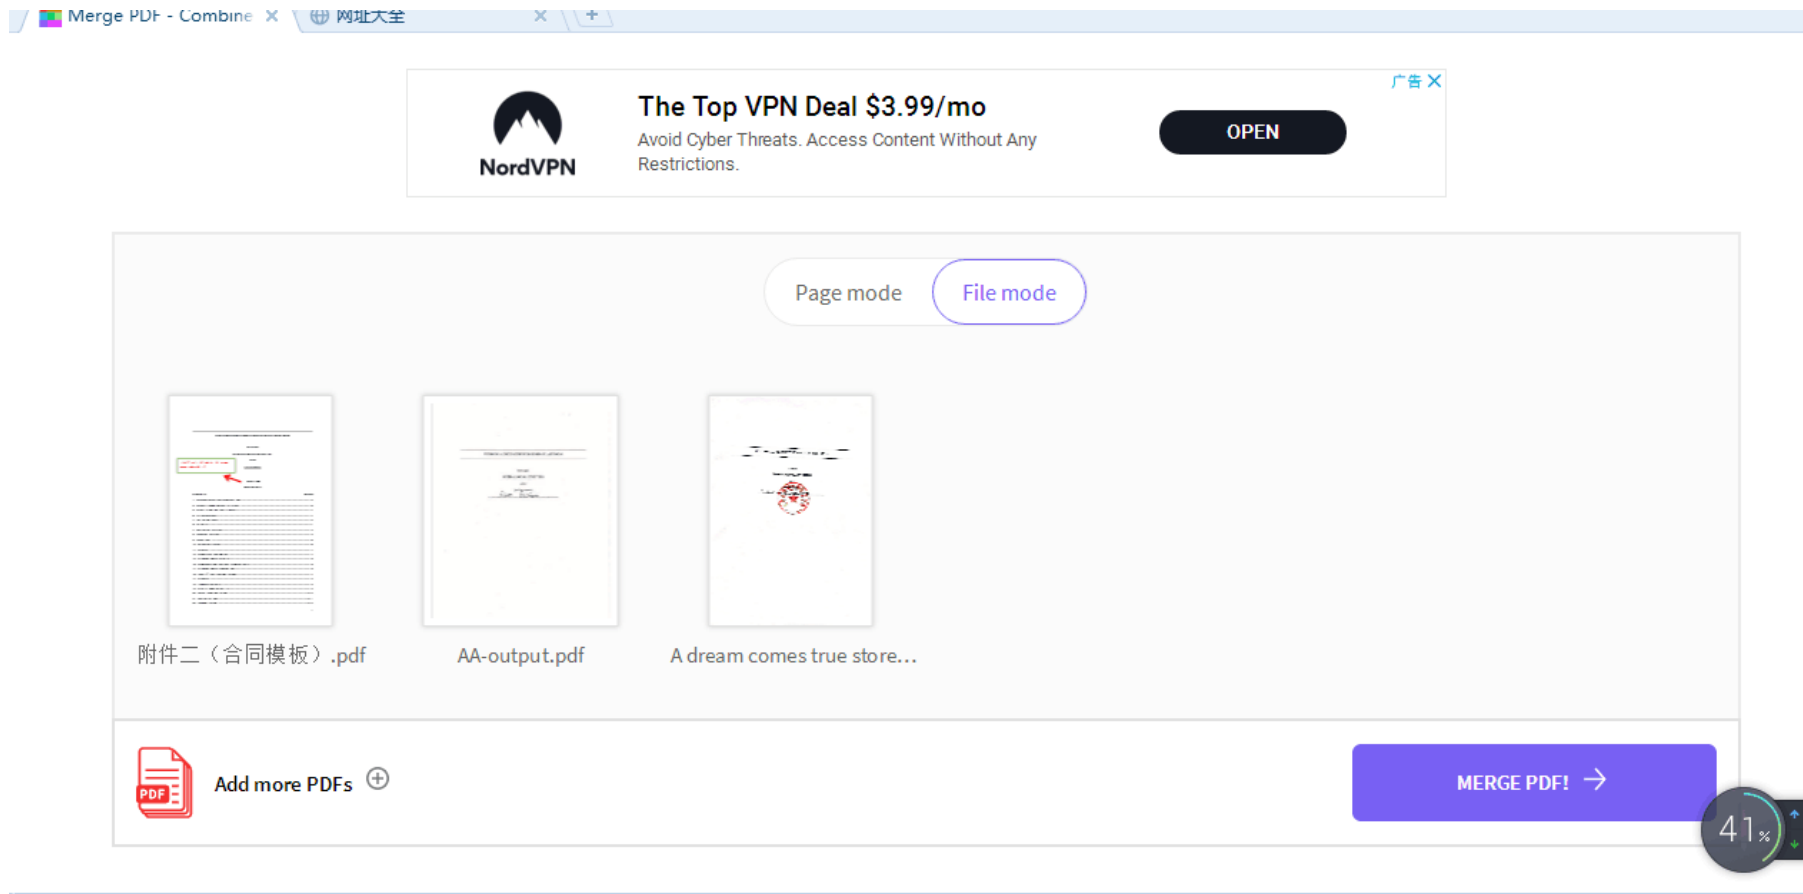 Merge PDF - Combine
网址大全
广告
The Top VPN Deal $3.99/mo
Avoid Cyber Threats. Access Content Without Any
Restrictions.
NordVPN
OPEN
Page mode
File mode
附件二（合同模板）.pdf
AA-output.pdf
A dream comes true store...
PDF
Add more PDFs
MERGE PDF!
41%